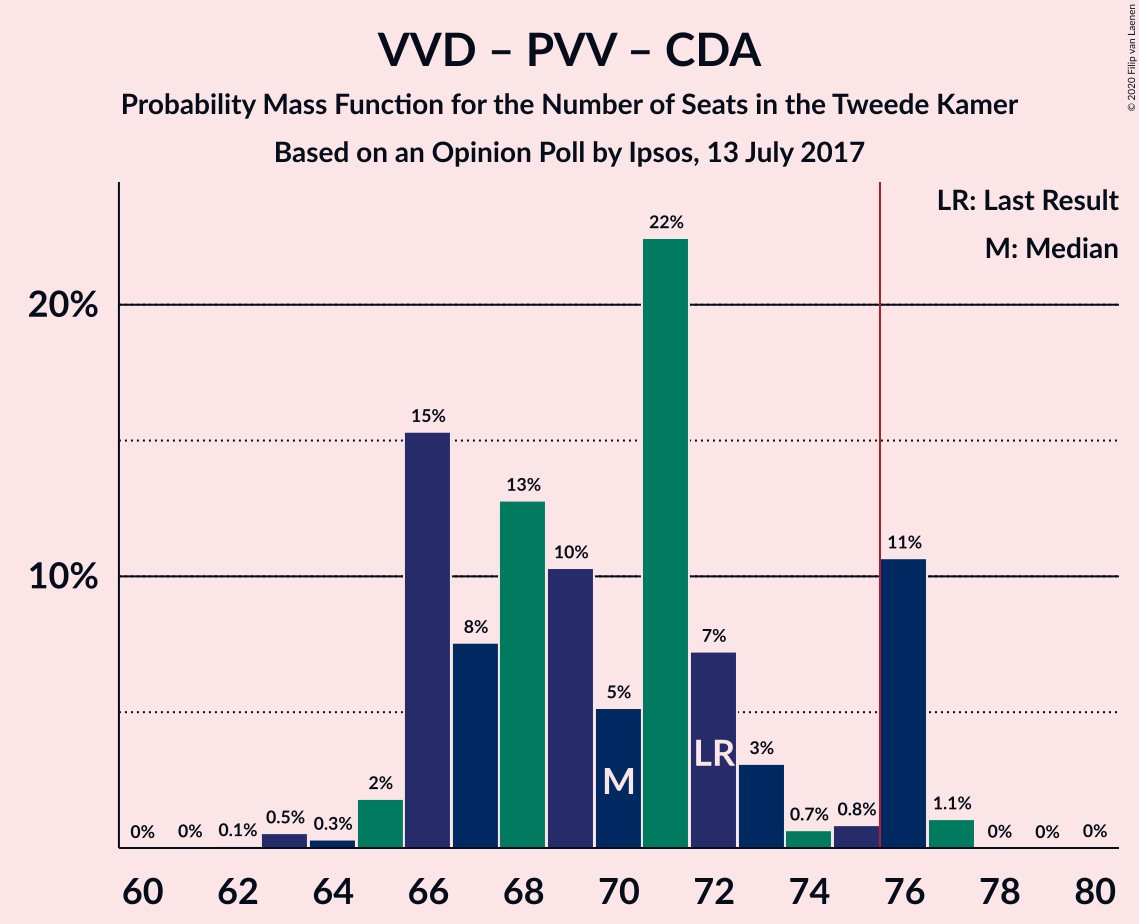 VVD – PVV – CDA
Probability Mass Function for the Number of Seats in the Tweede Kamer
Based on an Opinion Poll by Ipsos, 13 July 2017
© 2020 Filip van Laenen
LR: Last Result
M: Median
20%
10%
0%
0%
0.1%
0.5%
0.3%
2%
15%
8%
13%
10%
5%
22%
7%
3%
0.7%
0.8%
11%
1.1%
0%
0%
0%
M
LR
60 62 64 66 68 70 72 74 76 78 80